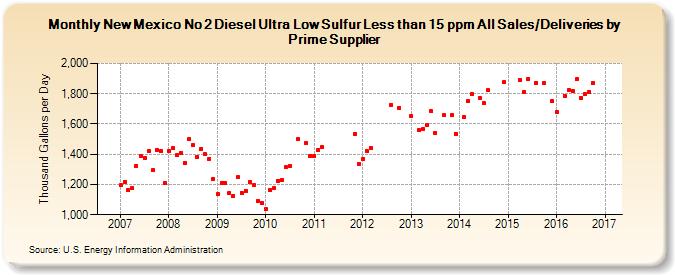 Monthly New Mexico No 2 Diesel Ultra Low Sulfur Less than 15 ppm All Sales/Deliveries by
Prime Supplier
Thousand Gallons per Day
2,000
1,800
1,600
1,400
1,200
1,000
2007 2008 2009 2010 2011 2012 2013 2014 2015 2016 2017
Source: U.S. Energy Information Administration